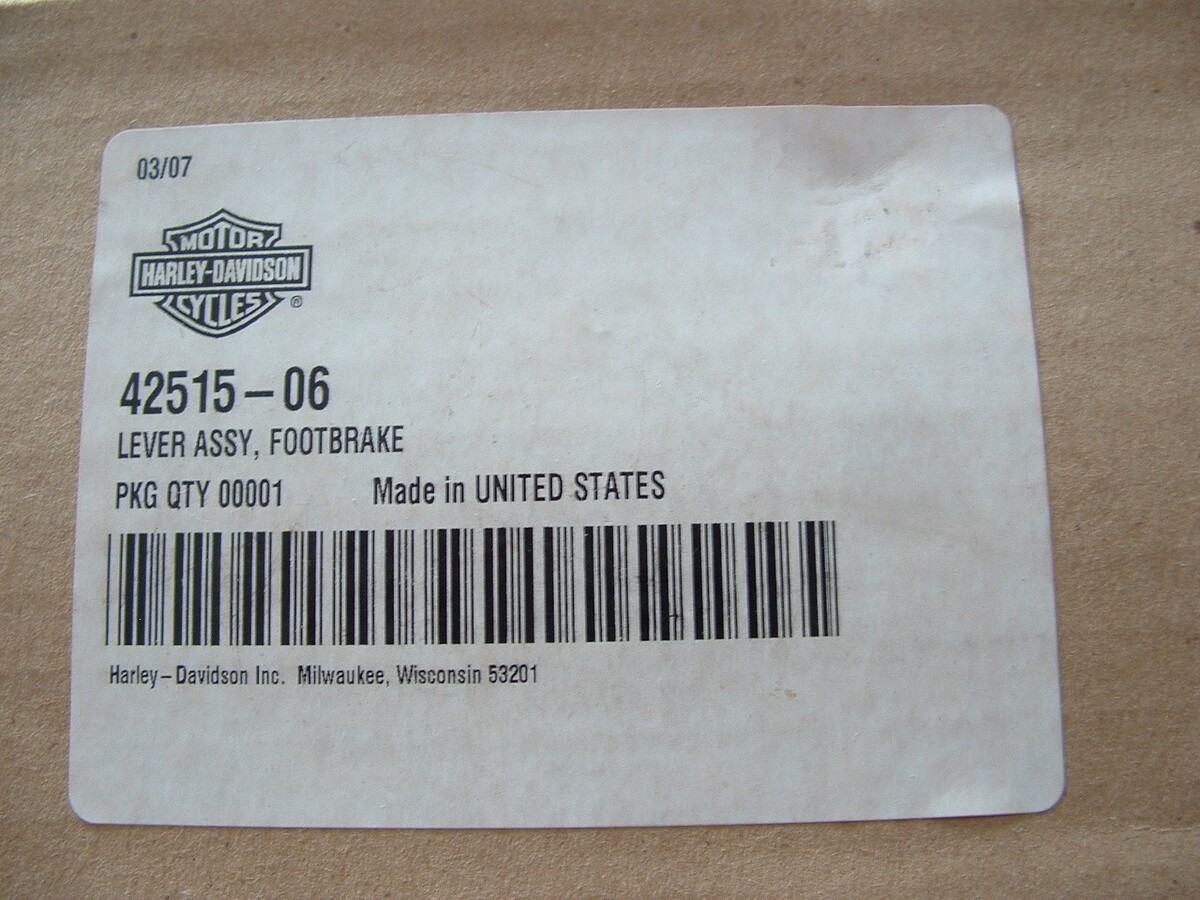 03/07
MOTOR
HARLEY-DAVIDSON
CYCLES ®
42515-06
LEVER ASSY, FOOTBRAKE
PKG QTY 00001 Made in UNITED STATES
Harley-Davidson Inc. Milwaukee, Wisconsin 53201